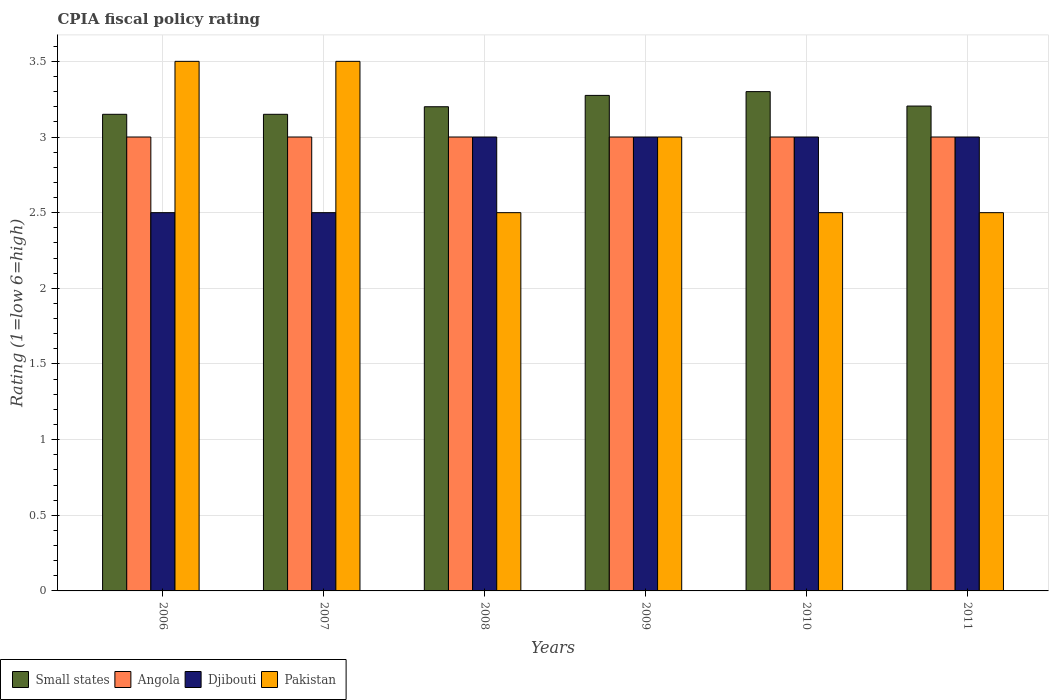 CPIA fiscal policy rating
Rating (1=low 6=high)
3.5
3
2.5
2
1.5
1
0.5
0
2006
2007
2008
2009
2010
2011
Years
Small states
Angola
Djibouti
Pakistan